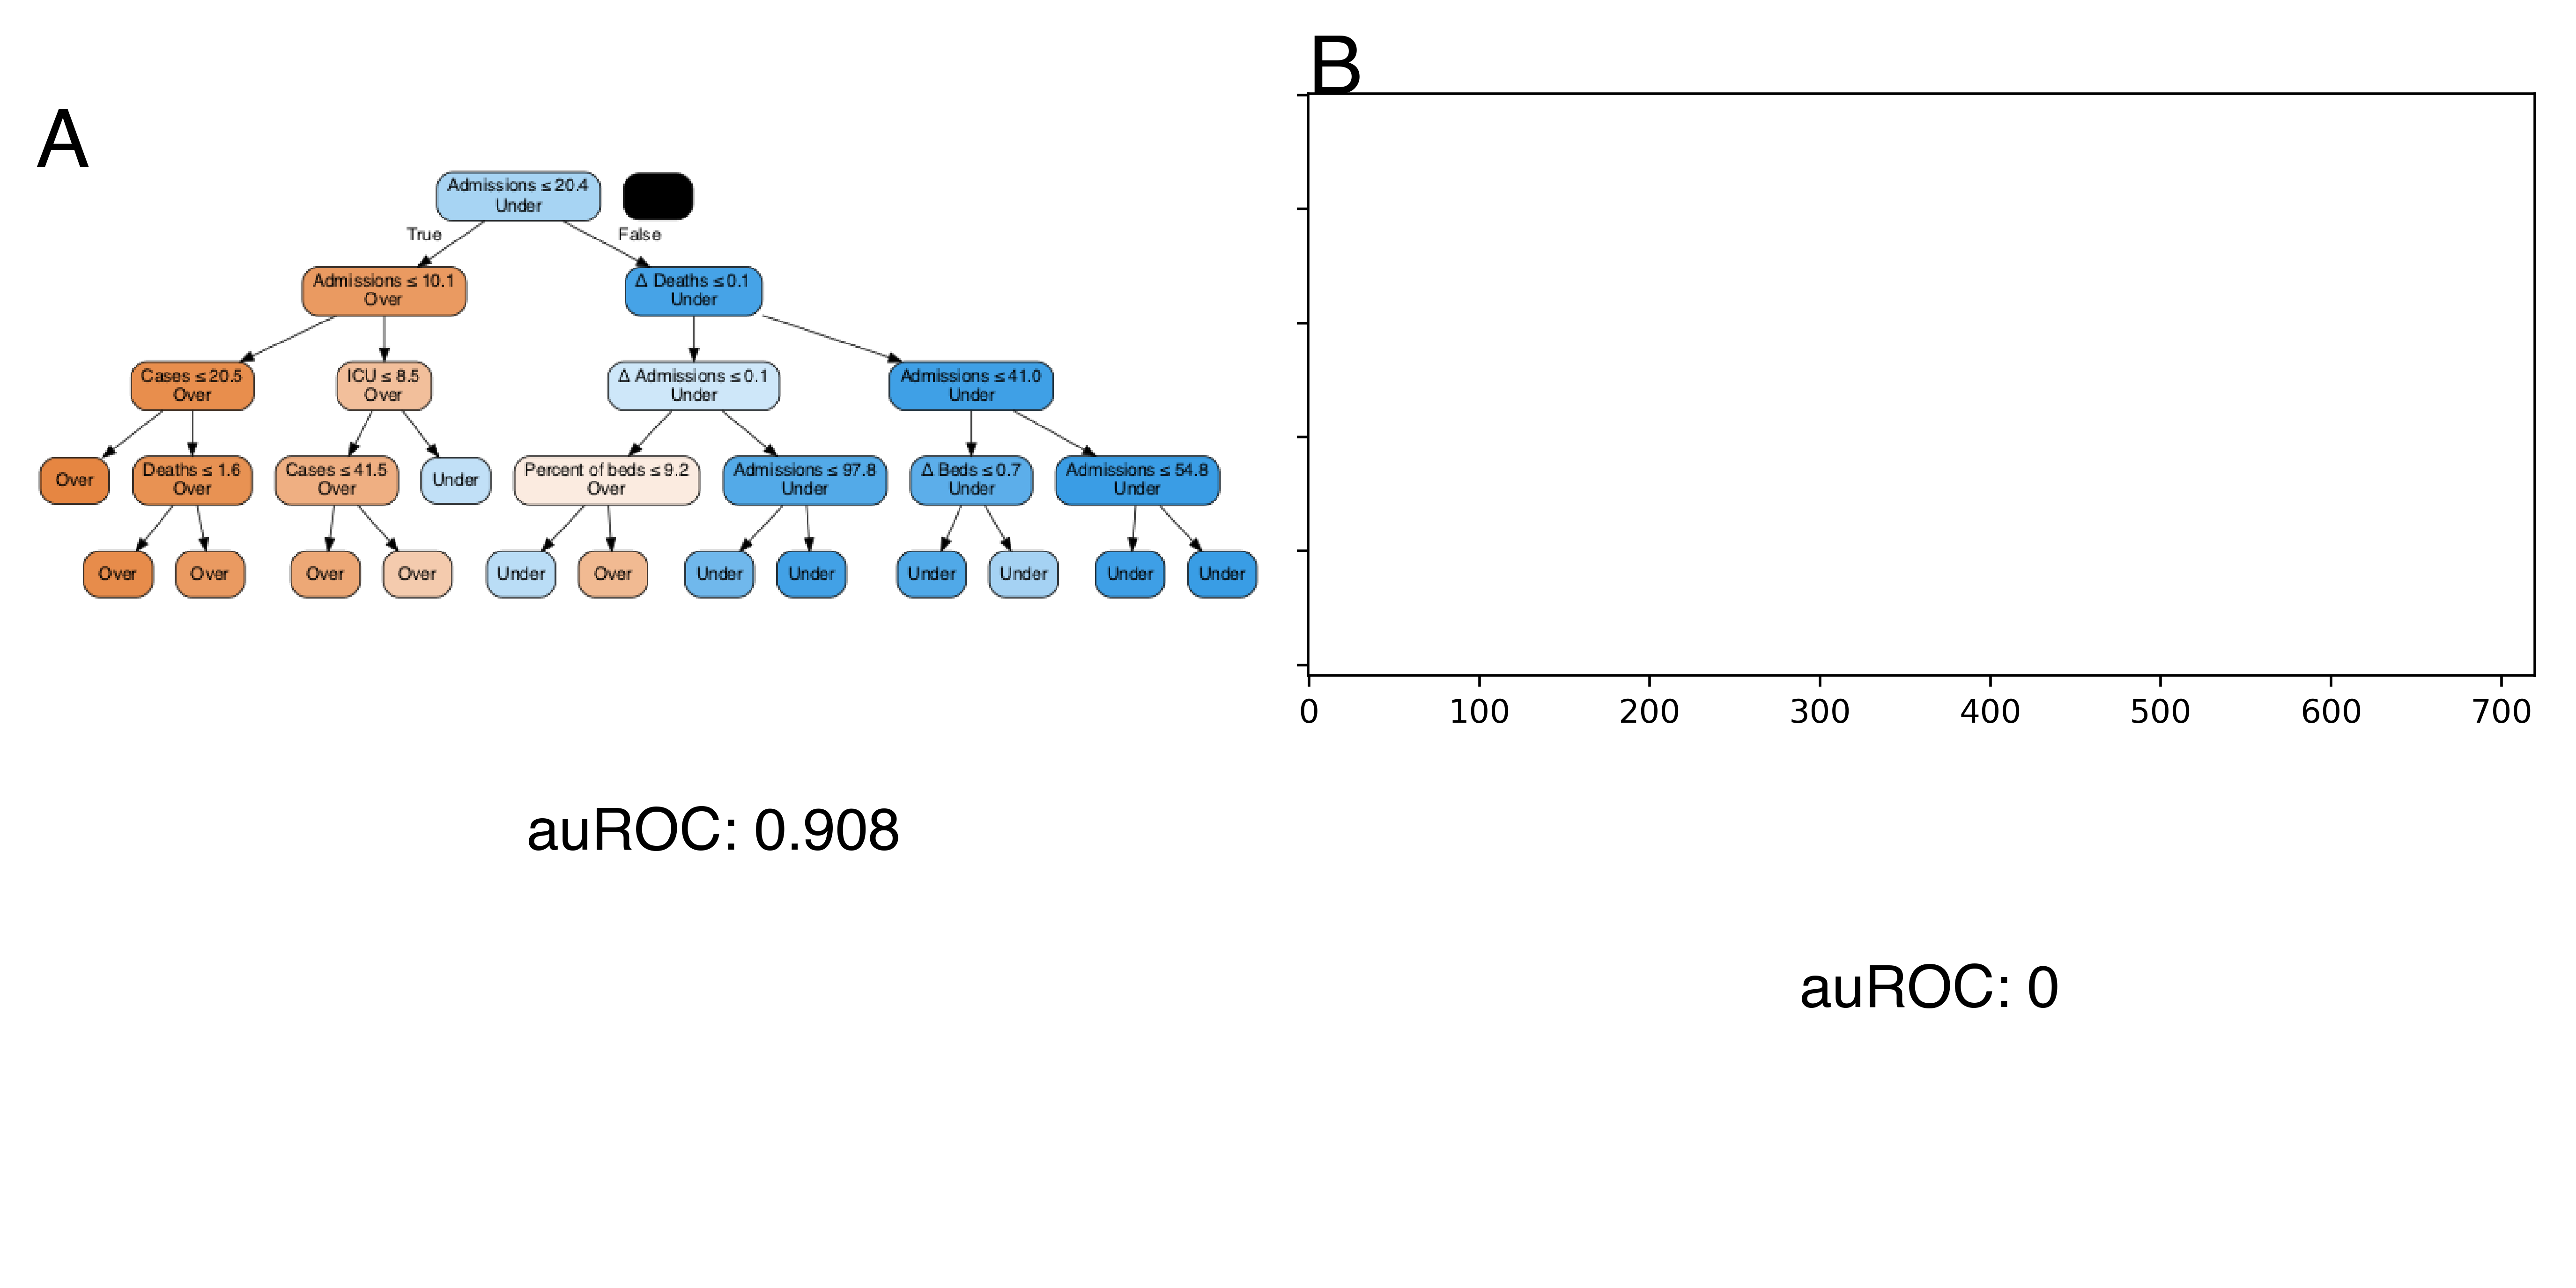 A
Admissions ≤ 20.4
Under
True
False
Admissions ≤ 10.1
Over
Δ Deaths ≤ 0.1
Under
Cases ≤ 20.5
Over
ICU ≤ 8.5
Over
Δ Admissions ≤ 0.1
Under
Admissions ≤ 41.0
Under
Over
Deaths ≤ 1.6
Over
Cases ≤ 41.5
Over
Under
Percent of beds ≤ 9.2
Over
Admissions ≤ 97.8
Under
Δ Beds ≤ 0.7
Under
Admissions ≤ 54.8
Under
Over
Over
Over
Over
Under
Over
Under
Under
Under
Under
Under
Under
auROC: 0.908
B
0 100 200 300 400 500 600 700
auROC: 0